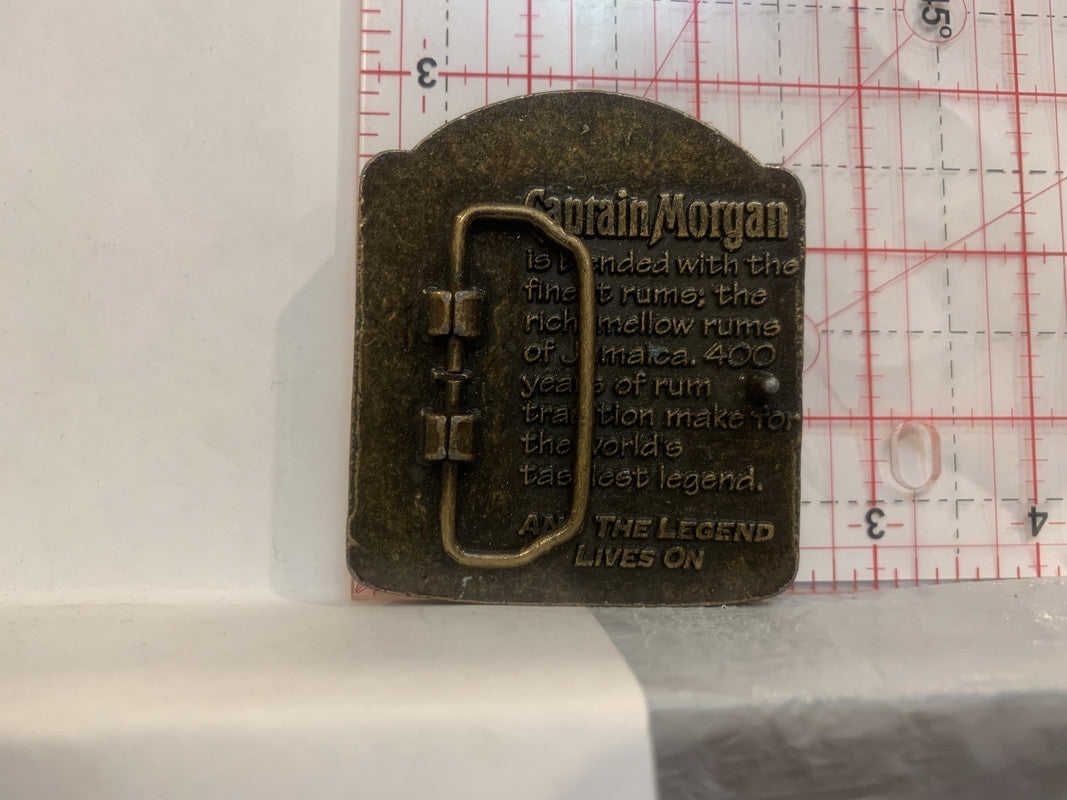 3
Captain Morgan
is blended with the
finest rums; the
rich mellow rums
of Jamaica. 400
years of rum
tradition make for
the world's
tastiest legend.
AND THE LEGEND
LIVES ON
3
4